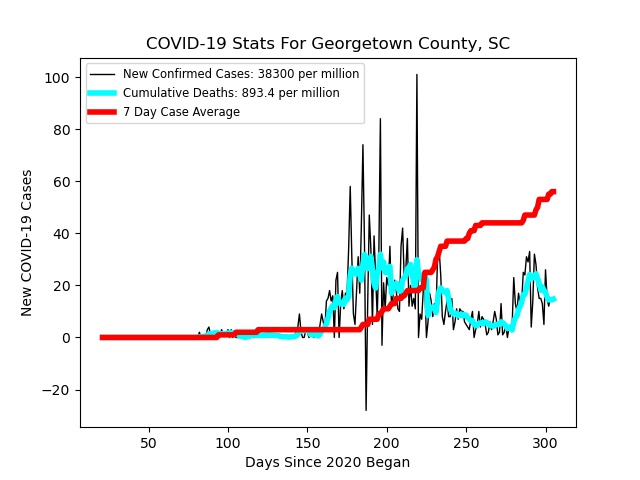 COVID-19 Stats For Georgetown County, SC
New Confirmed Cases: 38300 per million
Cumulative Deaths: 893.4 per million
7 Day Case Average
New COVID-19 Cases
100
80
60
40
20
0
−20
50 100 150 200 250 300
Days Since 2020 Began